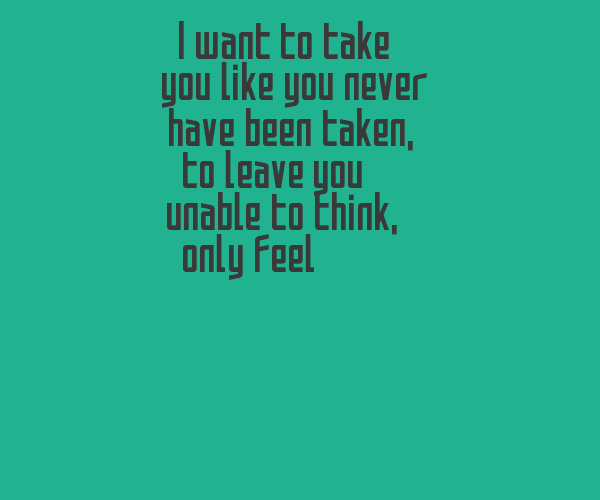 I want to take
you like you never
have been taken,
to leave you
unable to think,
only feel